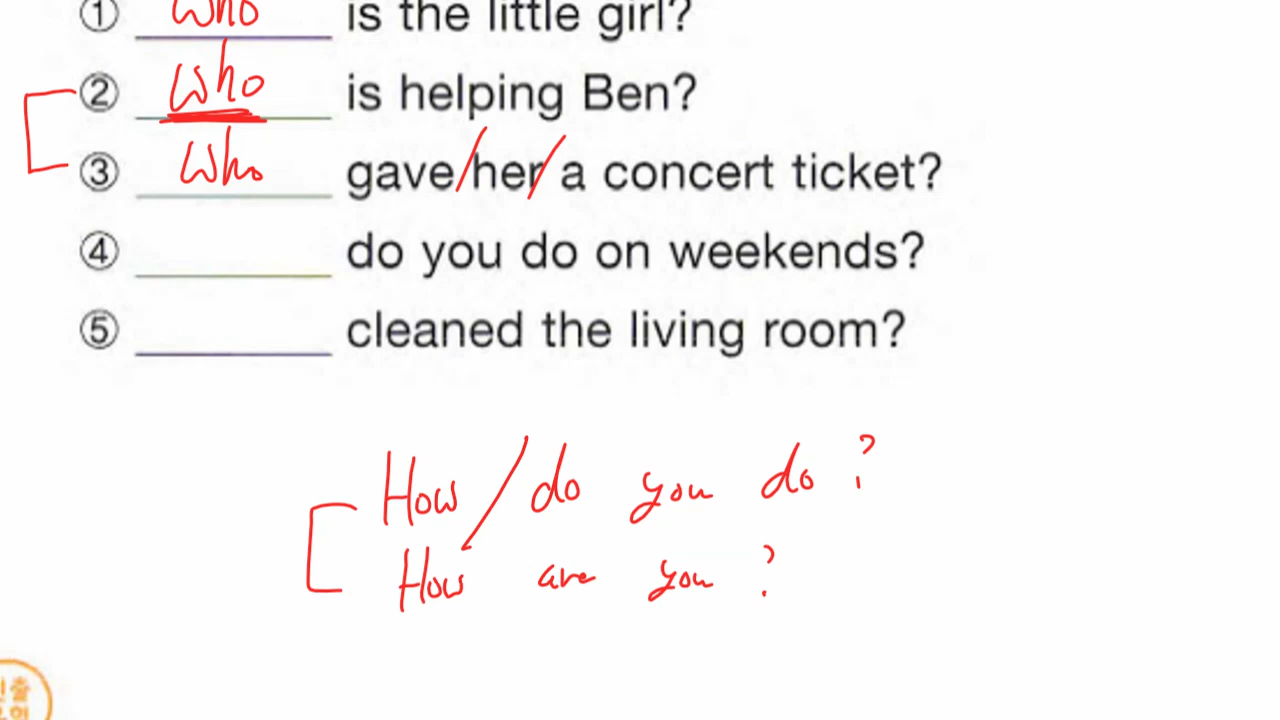 ① who is the little girl?
② who is helping Ben?
③ who gave/her/a concert ticket?
④ ________ do you do on weekends?
⑤ ________ cleaned the living room?
How / do you do ?
How are you ?